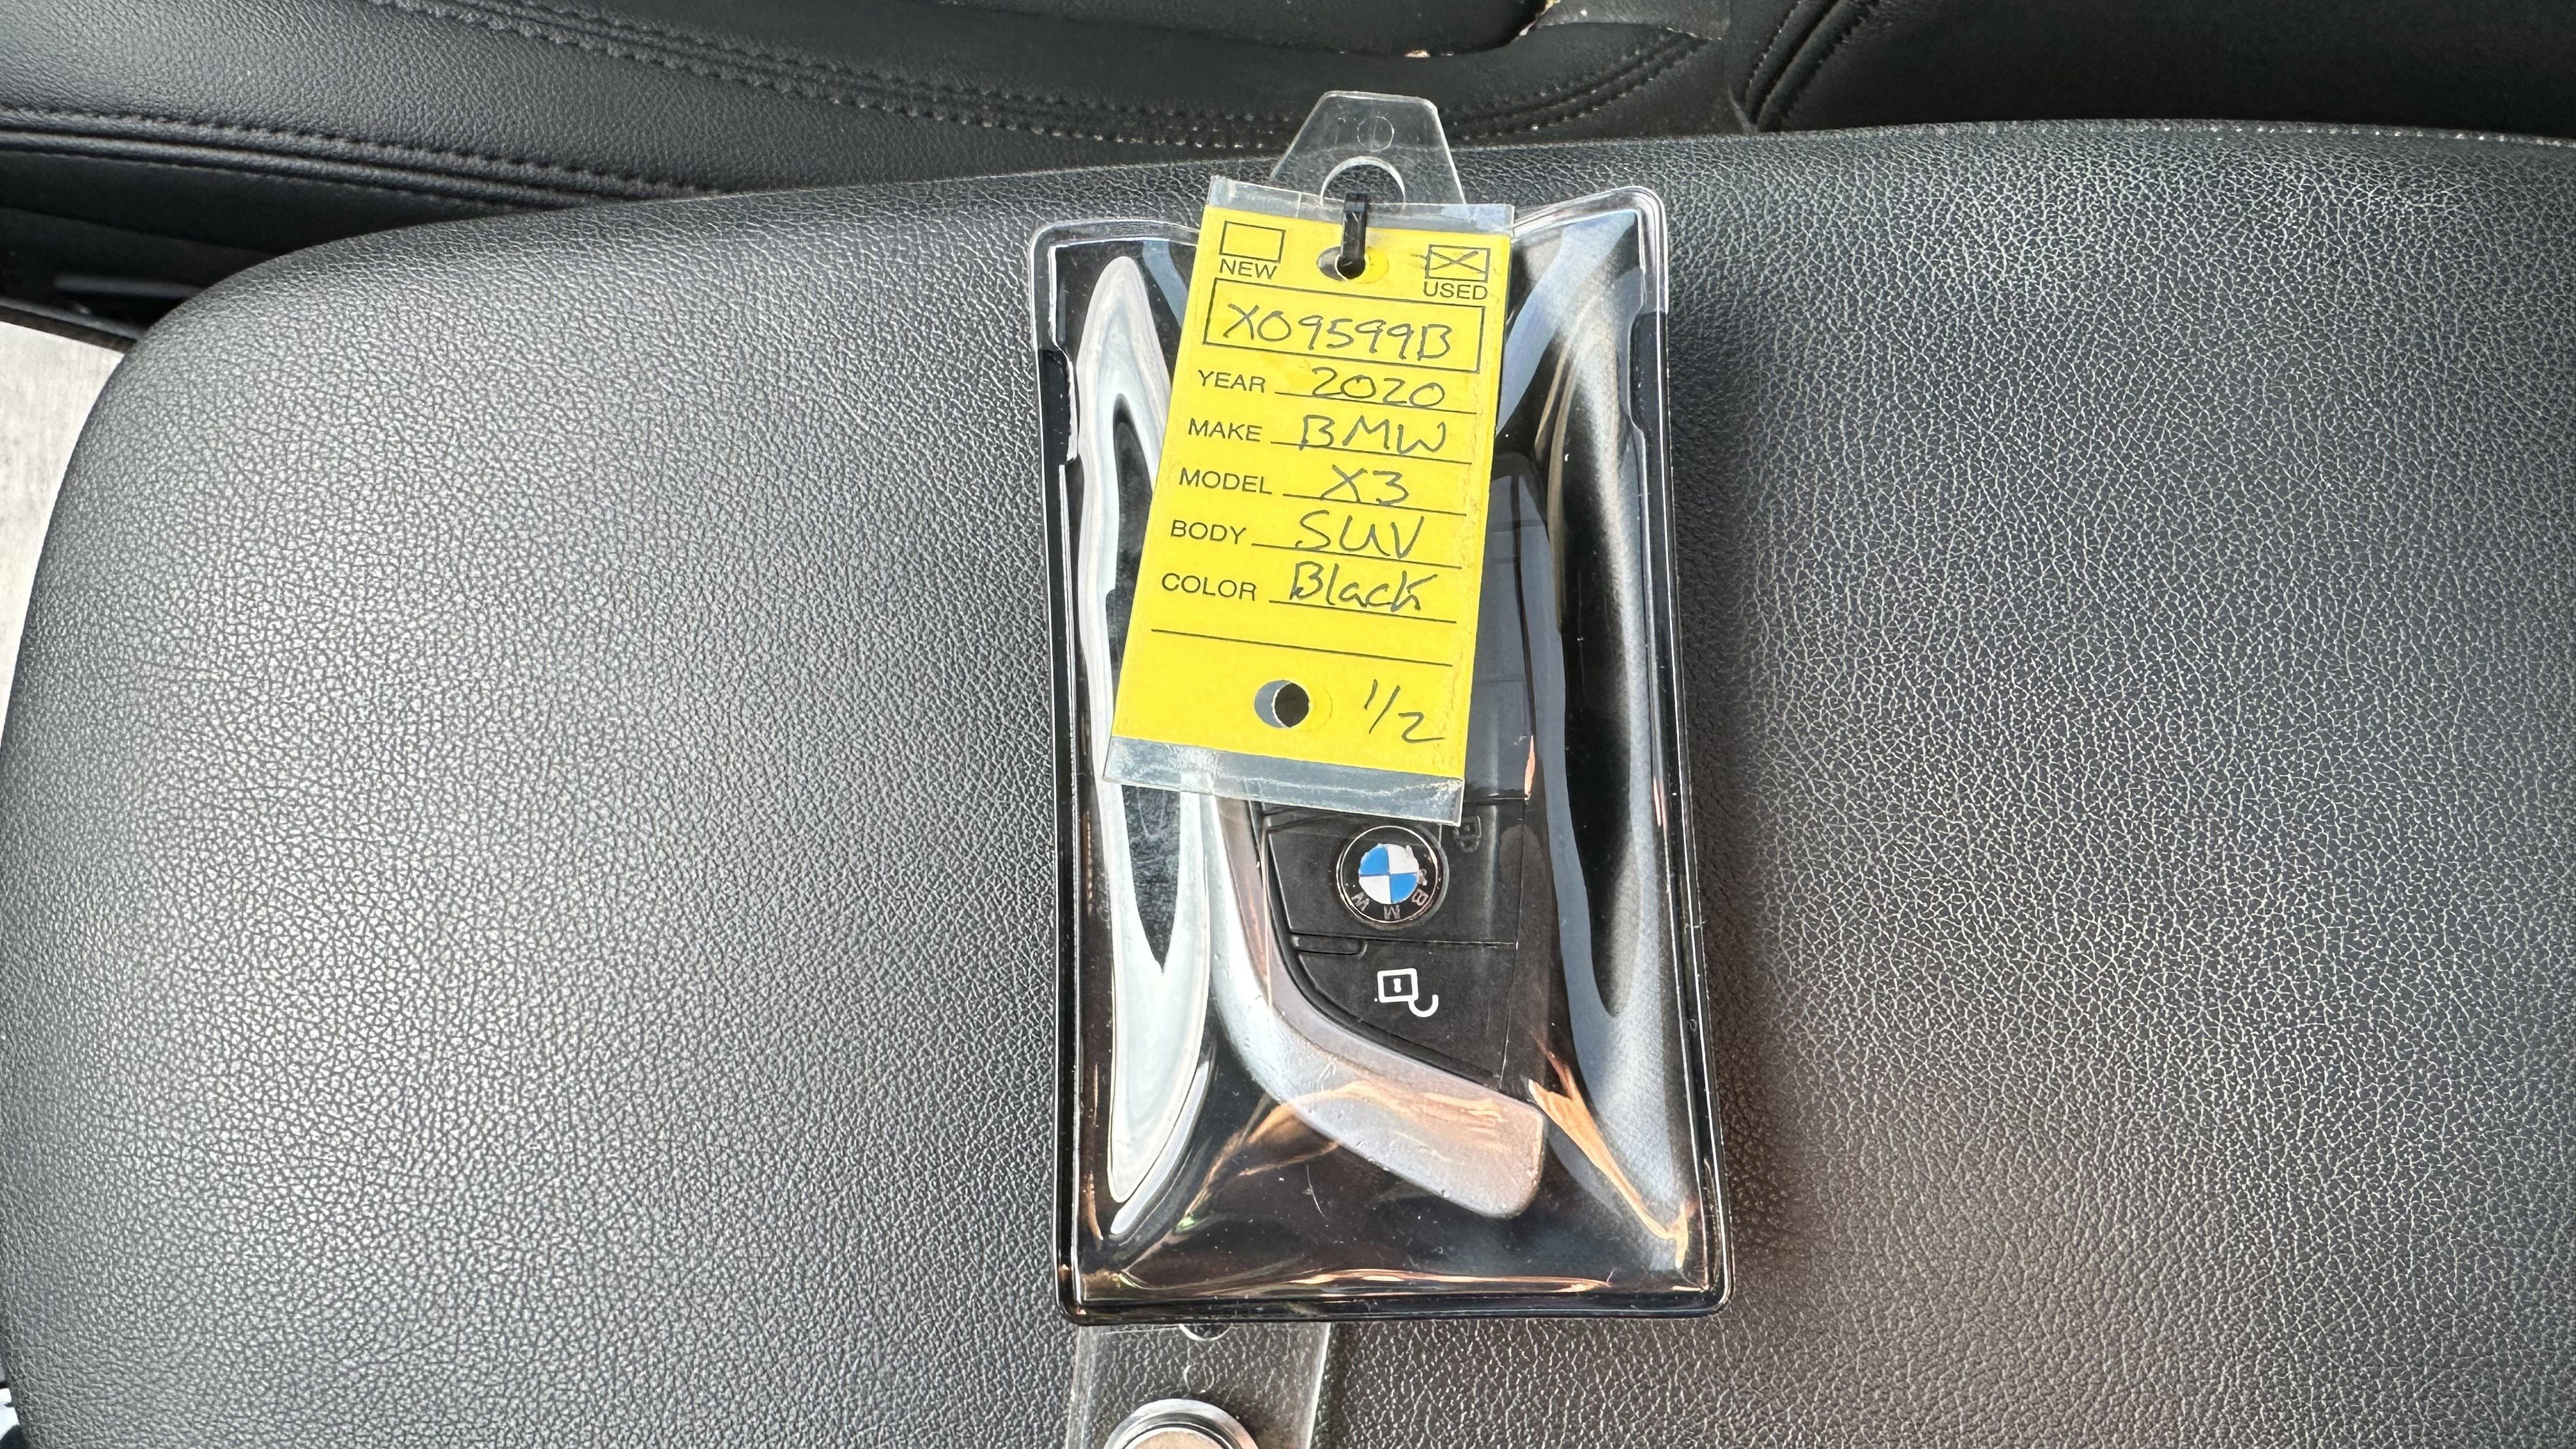 NEW USED
X09599B
YEAR 2020
MAKE BMW
MODEL X3
BODY SUV
COLOR Black
1/2
BMW